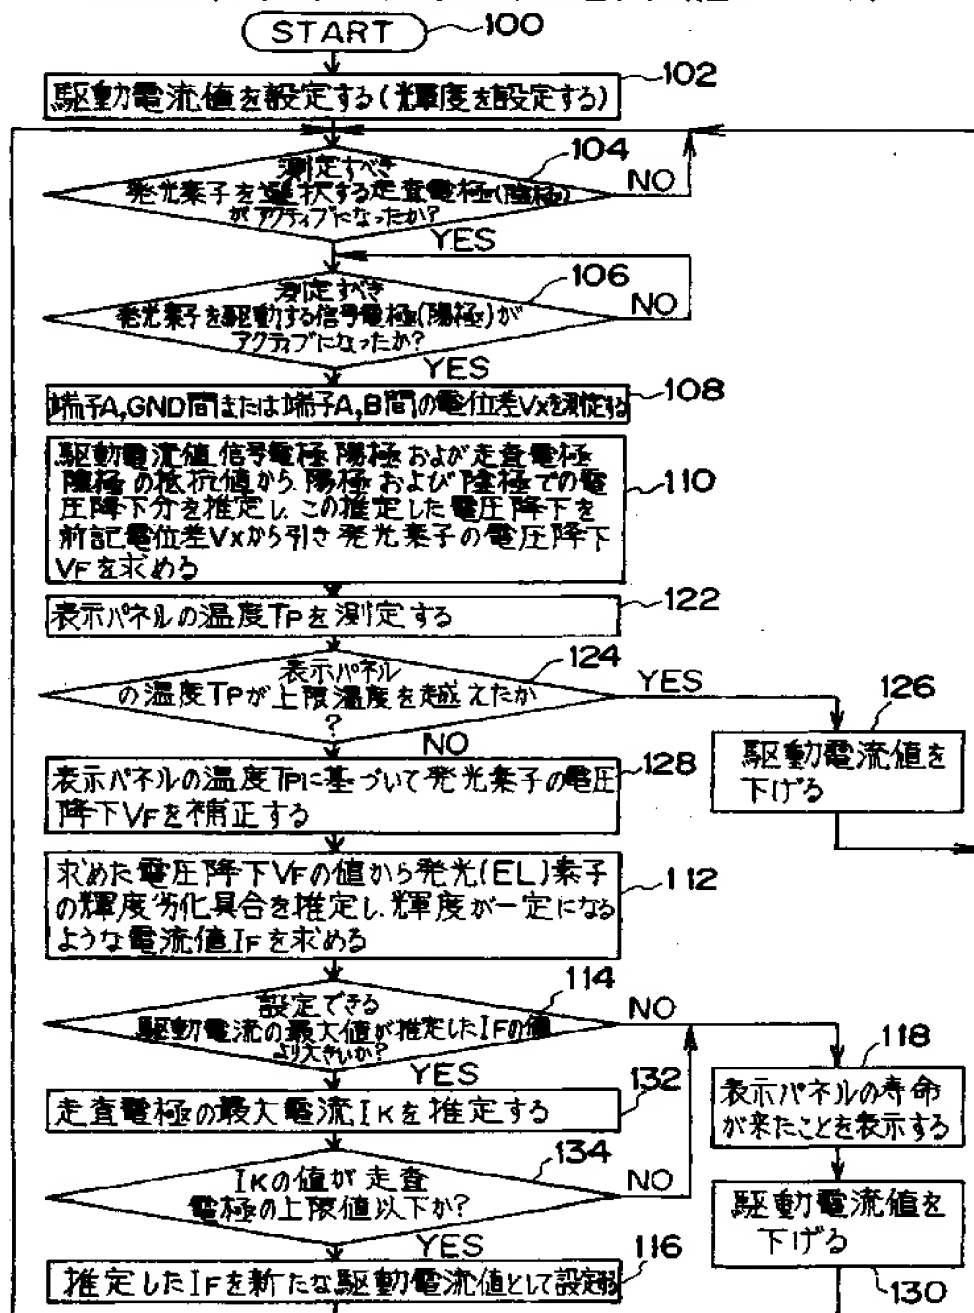 START
100
102
駆動電流値を設定する(輝度を設定する)
104
測定すべき
発光素子を選択する走査電極(陰極)
がアクティブになったか?
NO
YES
106
測定すべき
発光素子を駆動する信号電極(陽極)が
アクティブになったか?
NO
YES
108
端子A,GND間または端子A,B間の電位差VXを測定する
110
駆動電流値 信号電極 陽極および走査電極
陰極の抵抗値から、陽極および陰極での電
圧降下分を推定し、この推定した電圧降下を
前記電位差VXから引き発光素子の電圧降下
VFを求める
122
表示パネルの温度TPを測定する
124
表示パネル
の温度TPが上限温度を越えたか
?
YES
NO
126
駆動電流値を
下げる
128
表示パネルの温度TPに基づいて発光素子の電圧
降下VFを補正する
112
求めた電圧降下VFの値から発光(EL)素子
の輝度劣化具合を推定し、輝度が一定になる
ような電流値IFを求める
114
設定できる
駆動電流の最大値が推定したIFの値
より大きいか?
NO
YES
118
表示パネルの寿命
が来たことを表示する
132
走査電極の最大電流IKを推定する
134
IKの値が走査
電極の上限値以下か?
NO
YES
駆動電流値を
下げる
130
116
推定したIFを新たな駆動電流値として設定する